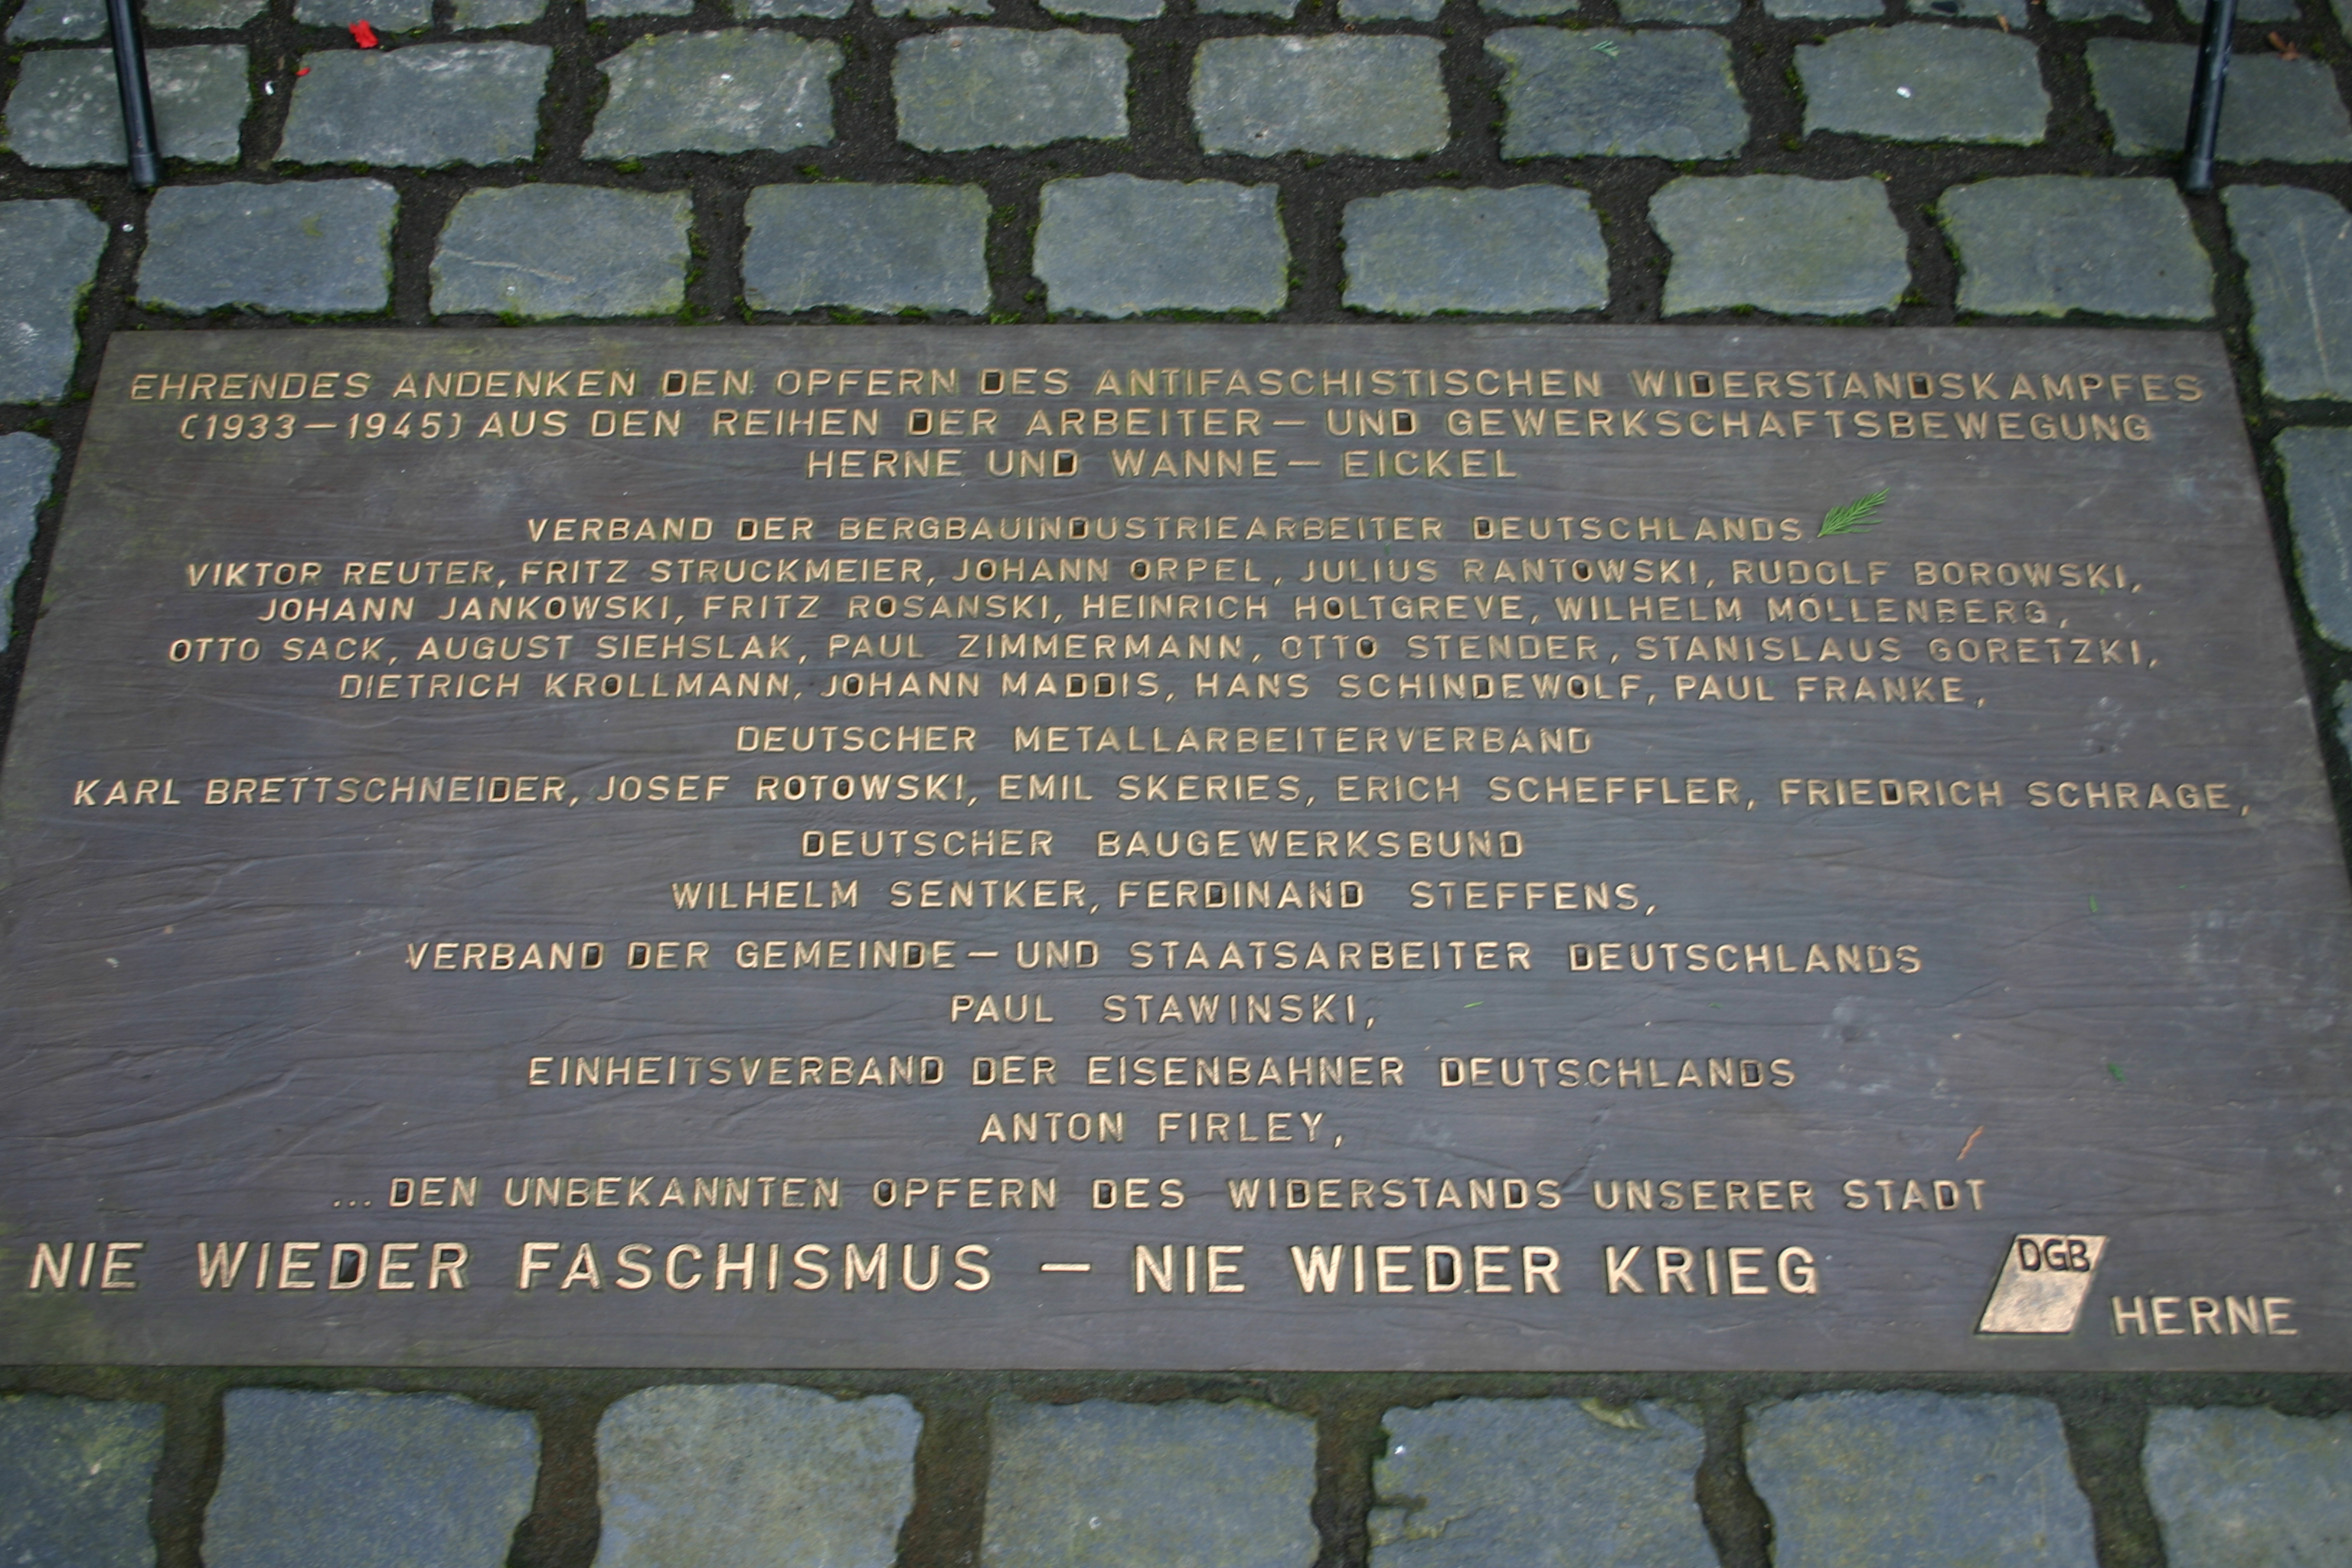 EHRENDES ANDENKEN DEN OPFERN DES ANTIFASCHISTISCHEN WIDERSTANDSKAMPFES
(1933–1945) AUS DEN REIHEN DER ARBEITER– UND GEWERKSCHAFTSBEWEGUNG
HERNE UND WANNE–EICKEL
VERBAND DER BERGBAUINDUSTRIEARBEITER DEUTSCHLANDS
VIKTOR REUTER, FRITZ STRUCKMEIER, JOHANN ORPEL, JULIUS RANTOWSKI, RUDOLF BOROWSKI,
JOHANN JANKOWSKI, FRITZ ROSANSKI, HEINRICH HOLTGREVE, WILHELM MÖLLENBERG,
OTTO SACK, AUGUST SIEHSLAK, PAUL ZIMMERMANN, OTTO STENDER, STANISLAUS GORETZKI,
DIETRICH KROLLMANN, JOHANN MADDIS, HANS SCHINDEWOLF, PAUL FRANKE,
DEUTSCHER METALLARBEITERVERBAND
KARL BRETTSCHNEIDER, JOSEF ROTOWSKI, EMIL SKERIES, ERICH SCHEFFLER, FRIEDRICH SCHRAGE,
DEUTSCHER BAUGEWERKSBUND
WILHELM SENTKER, FERDINAND STEFFENS,
VERBAND DER GEMEINDE– UND STAATSARBEITER DEUTSCHLANDS
PAUL STAWINSKI,
EINHEITSVERBAND DER EISENBAHNER DEUTSCHLANDS
ANTON FIRLEY,
...DEN UNBEKANNTEN OPFERN DES WIDERSTANDS UNSERER STADT
NIE WIEDER FASCHISMUS – NIE WIEDER KRIEG
DGB HERNE